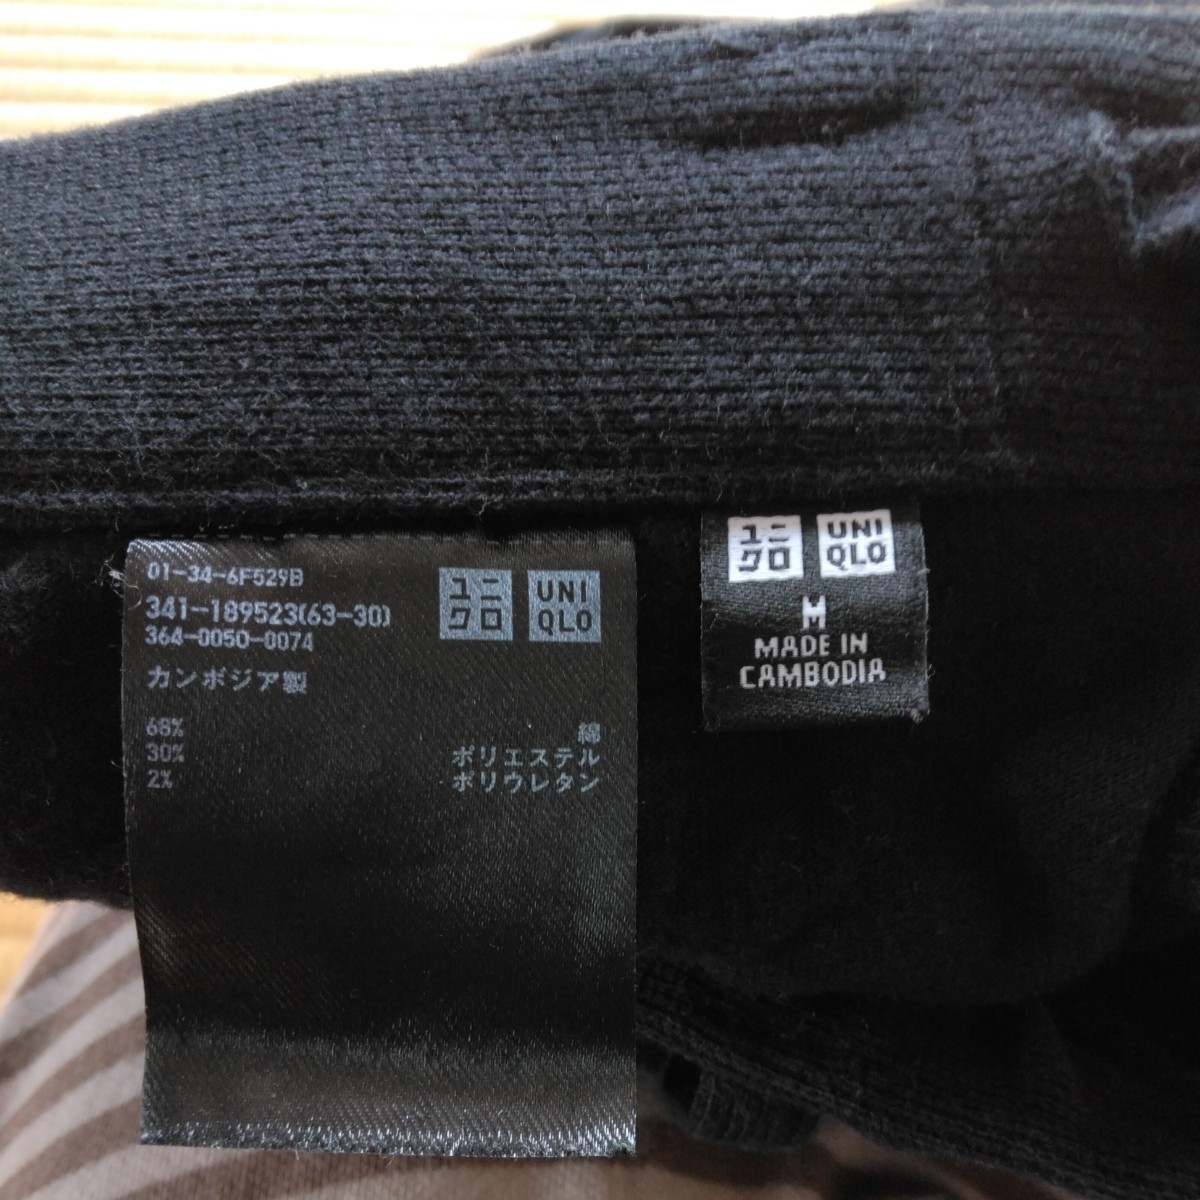 01-34-6F529B
341-189523(63-30)
364-0050-0074
カンボジア製
ユニ
クロ
UNI
QLO
68% 綿
30% ポリエステル
2% ポリウレタン
ユニ
クロ
UNI
QLO
M
MADE IN
CAMBODIA